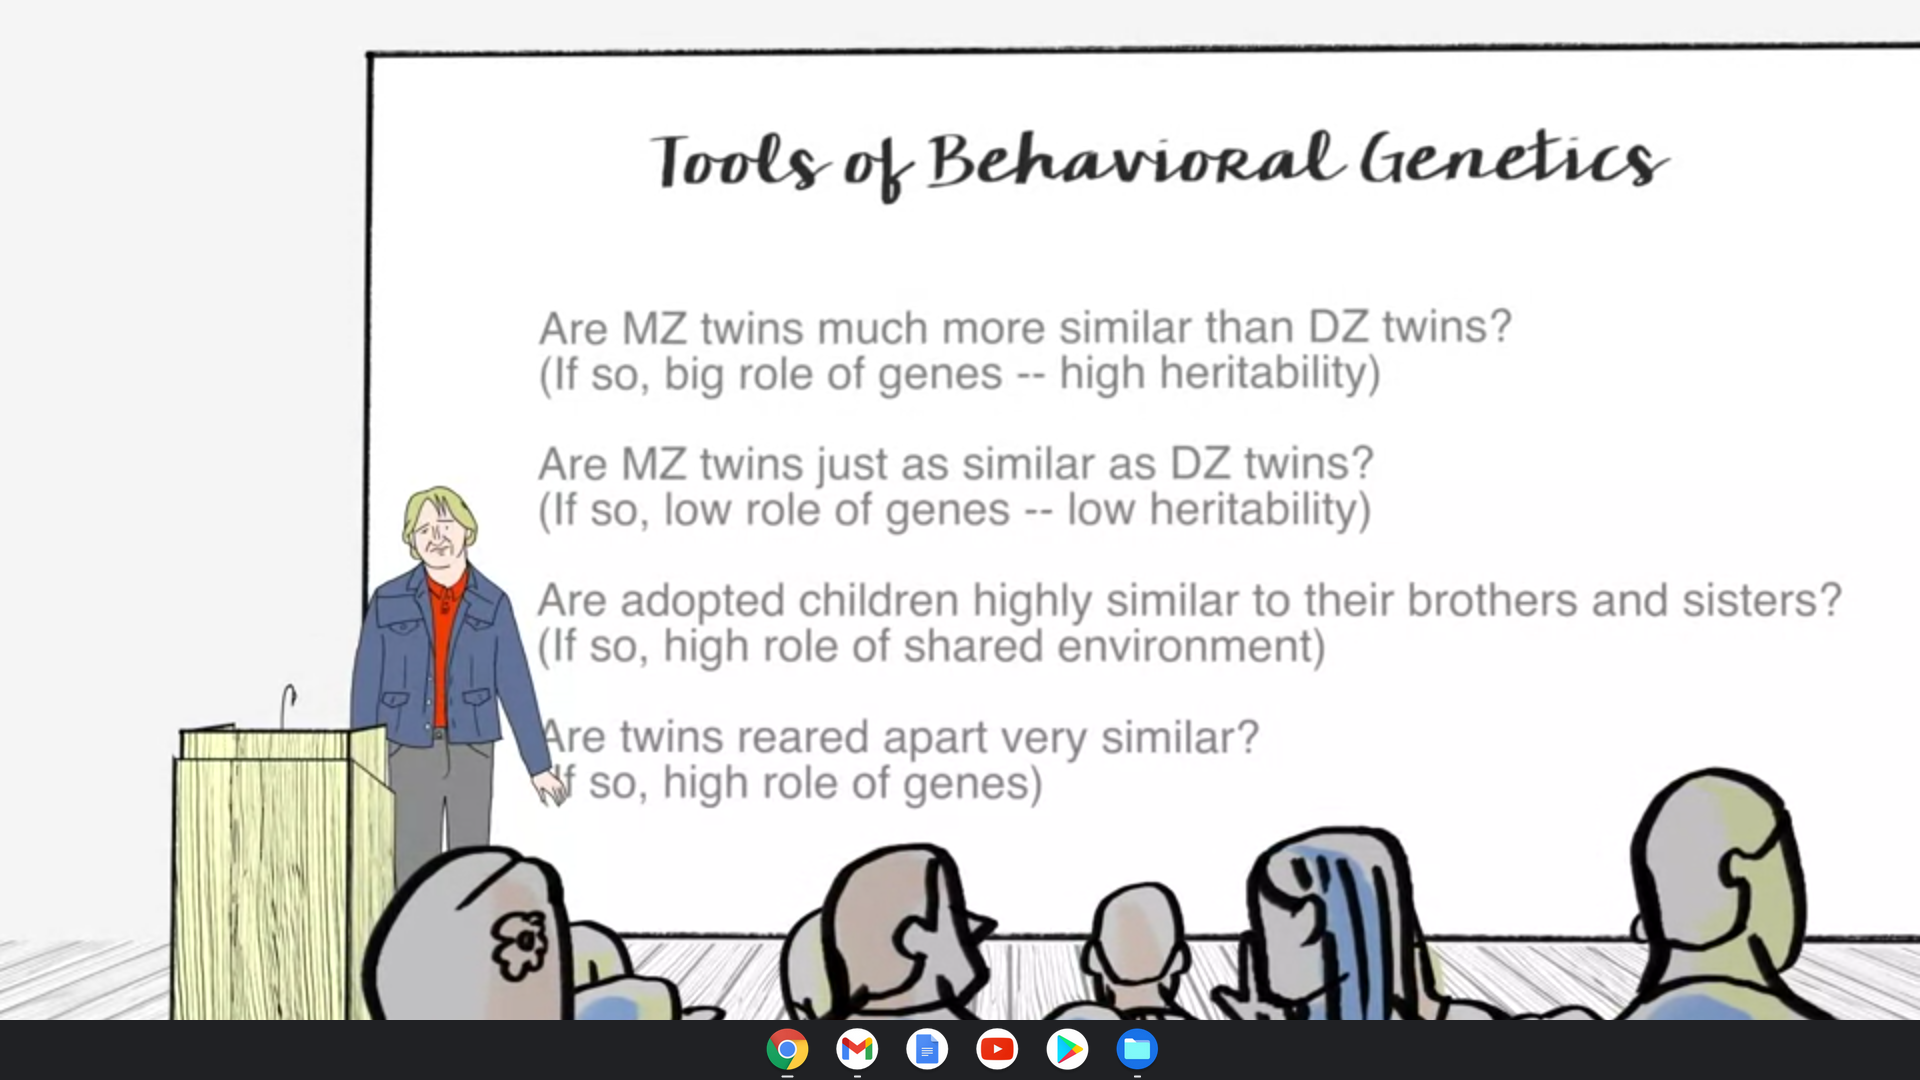 Tools of Behavioral Genetics
Are MZ twins much more similar than DZ twins?
(If so, big role of genes -- high heritability)
Are MZ twins just as similar as DZ twins?
(If so, low role of genes -- low heritability)
Are adopted children highly similar to their brothers and sisters?
(If so, high role of shared environment)
Are twins reared apart very similar?
If so, high role of genes)